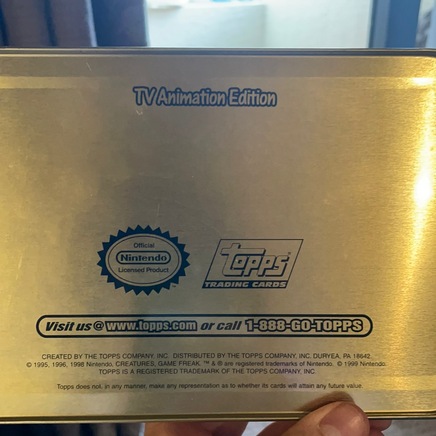 TV Animation Edition
Official
Nintendo
Licensed Product
Topps
TRADING CARDS
Visit us @ www.topps.com or call 1-888-GO-TOPPS
CREATED BY THE TOPPS COMPANY, INC. DISTRIBUTED BY THE TOPPS COMPANY, INC. DURYEA, PA 18642
© 1995, 1996, 1998 Nintendo, CREATURES, GAME FREAK. ™ & ® are registered trademarks of Nintendo. © 1999 Nintendo.
TOPPS IS A REGISTERED TRADEMARK OF THE TOPPS COMPANY, INC
Topps does not, in any manner, make any representation as to whether its cards will attain any future value.